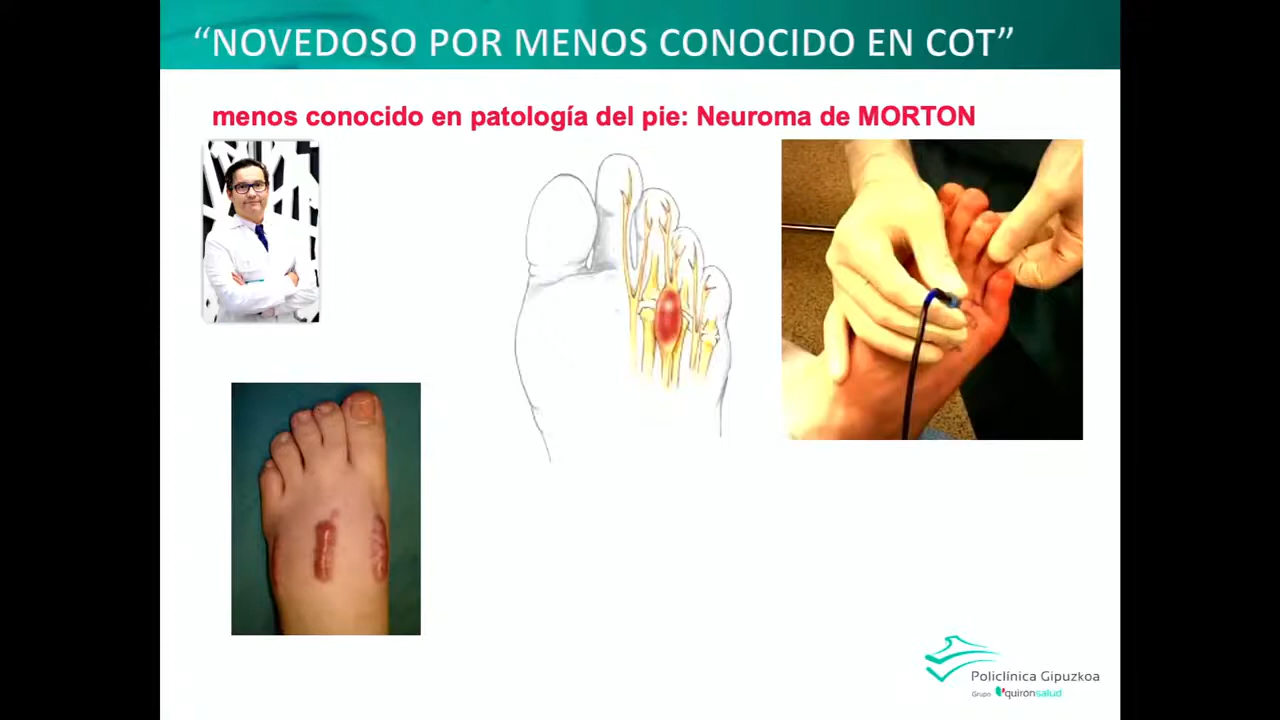 “NOVEDOSO POR MENOS CONOCIDO EN COT”
menos conocido en patología del pie: Neuroma de MORTON
Policlínica Gipuzkoa
Grupo quironsalud